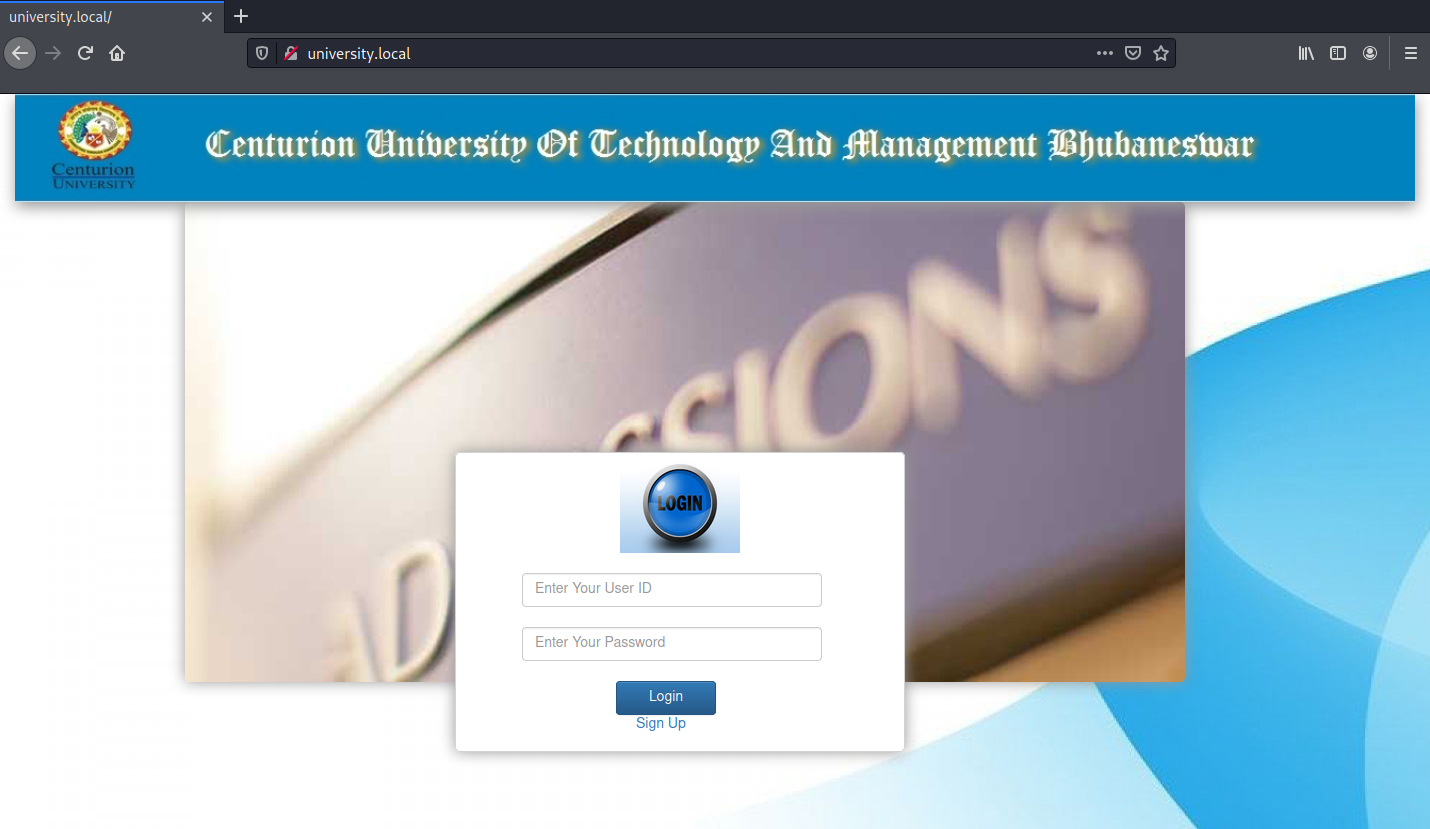 university.local/
university.local
Centurion
UNIVERSITY
Centurion University Of Technology And Management Bhubaneswar
ADMISSIONS
LOGIN
Enter Your User ID
Enter Your Password
Login
Sign Up